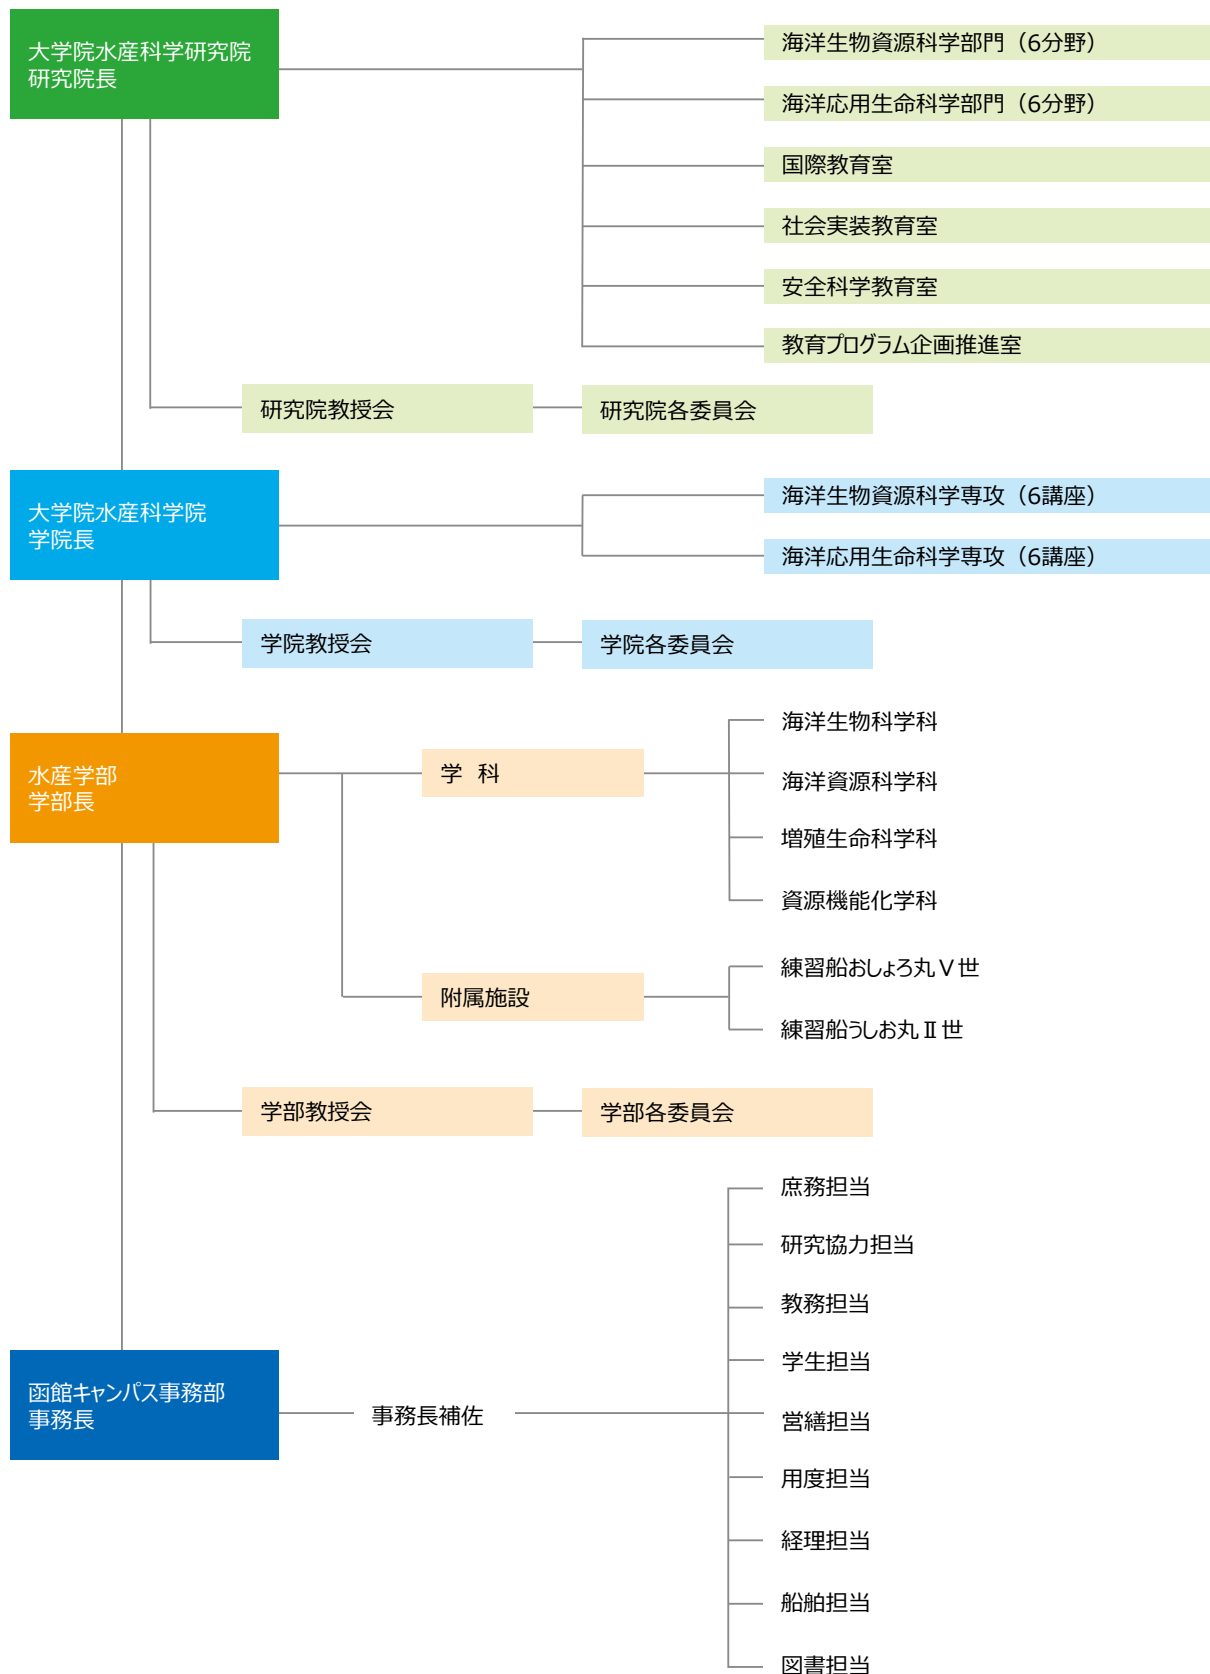 大学院水産科学研究院
研究院長
海洋生物資源科学部門（6分野）
海洋応用生命科学部門（6分野）
国際教育室
社会実装教育室
安全科学教育室
教育プログラム企画推進室
研究院教授会
研究院各委員会
大学院水産科学院
学院長
海洋生物資源科学専攻（6講座）
海洋応用生命科学専攻（6講座）
学院教授会
学院各委員会
水産学部
学部長
学 科
海洋生物科学科
海洋資源科学科
増殖生命科学科
資源機能化学科
附属施設
練習船おしょろ丸Ⅴ世
練習船うしお丸Ⅱ世
学部教授会
学部各委員会
函館キャンパス事務部
事務長
事務長補佐
庶務担当
研究協力担当
教務担当
学生担当
営繕担当
用度担当
経理担当
船舶担当
図書担当